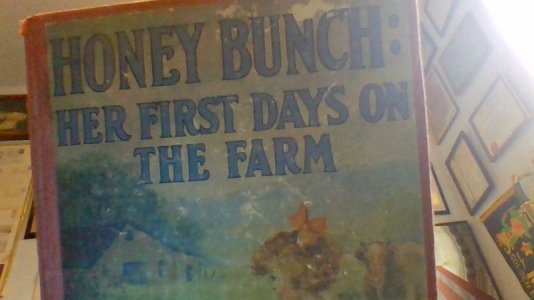 HONEY BUNCH:
HER FIRST DAYS ON
THE FARM